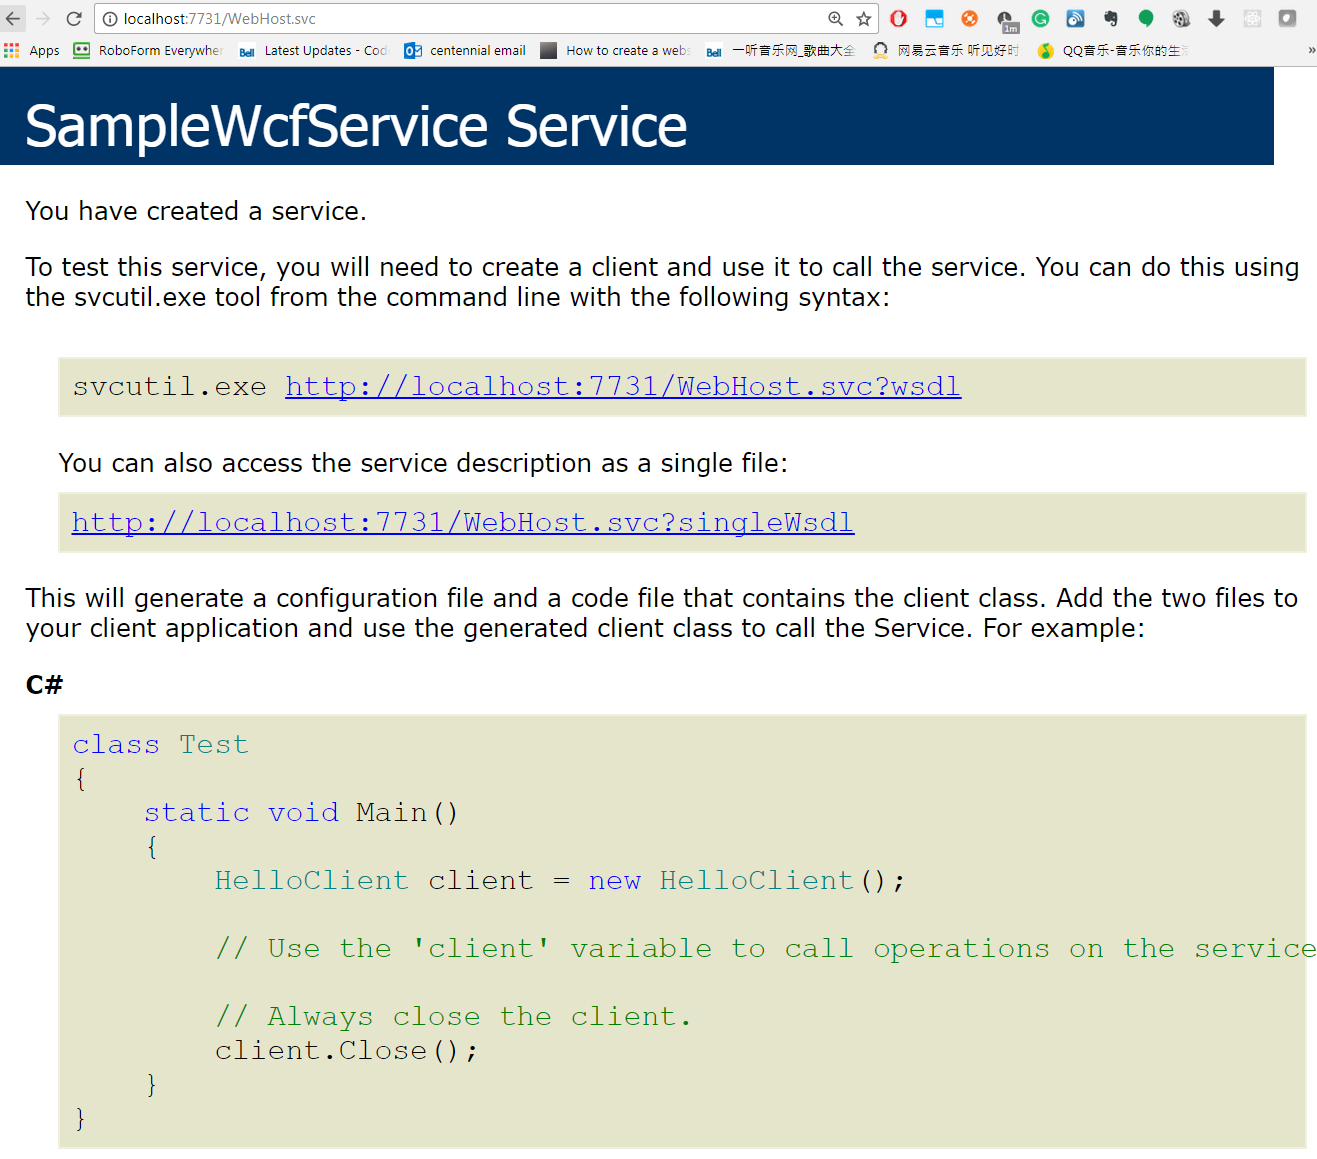 localhost:7731/WebHost.svc
1m
Apps RoboForm Everywher Bell Latest Updates - Cod centennial email How to create a webs Bell 一听音乐网_歌曲大全 网易云音乐 听见好时 QQ音乐-音乐你的生 »
SampleWcfService Service
You have created a service.
To test this service, you will need to create a client and use it to call the service. You can do this using
the svcutil.exe tool from the command line with the following syntax:
svcutil.exe http://localhost:7731/WebHost.svc?wsdl
You can also access the service description as a single file:
http://localhost:7731/WebHost.svc?singleWsdl
This will generate a configuration file and a code file that contains the client class. Add the two files to
your client application and use the generated client class to call the Service. For example:
C#
class Test
{
    static void Main()
    {
        HelloClient client = new HelloClient();
        // Use the 'client' variable to call operations on the service
        // Always close the client.
        client.Close();
    }
}